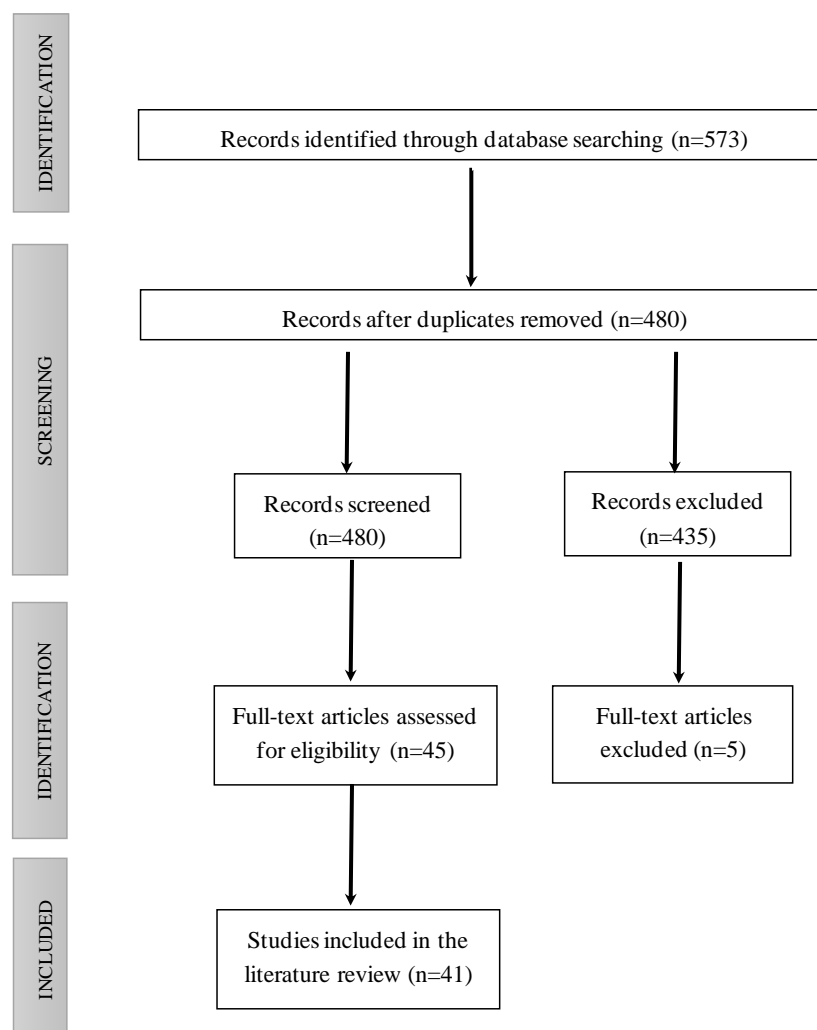 IDENTIFICATION
Records identified through database searching (n=573)
SCREENING
Records after duplicates removed (n=480)
Records screened
(n=480)
Records excluded
(n=435)
IDENTIFICATION
Full-text articles assessed
for eligibility (n=45)
Full-text articles
excluded (n=5)
INCLUDED
Studies included in the
literature review (n=41)